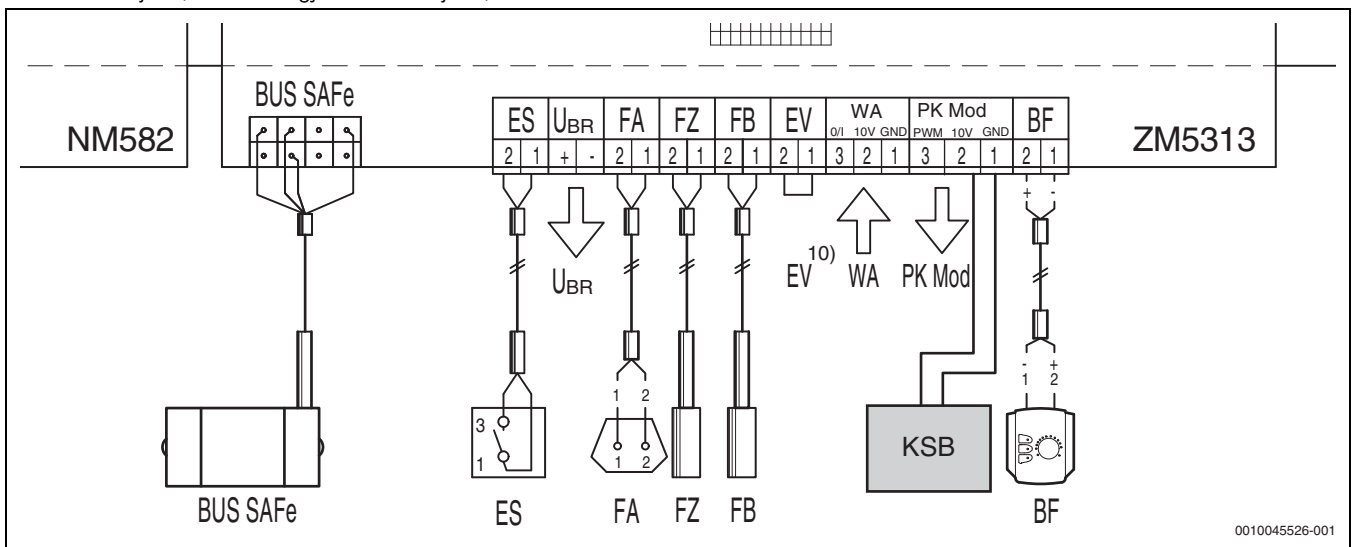 BUS SAFe
NM582
ZM5313
ES UBR FA FZ FB EV WA PK Mod BF
0/I 10V GND PWM 10V GND
2 1 + - 2 1 2 1 2 1 2 1 3 2 1 3 2 1 2 1
+ -
UBR
EV 10) WA PK Mod
- +
1 2
1 2
3
1
1 2
KSB
BUS SAFe
ES FA FZ FB BF
0010045526-001